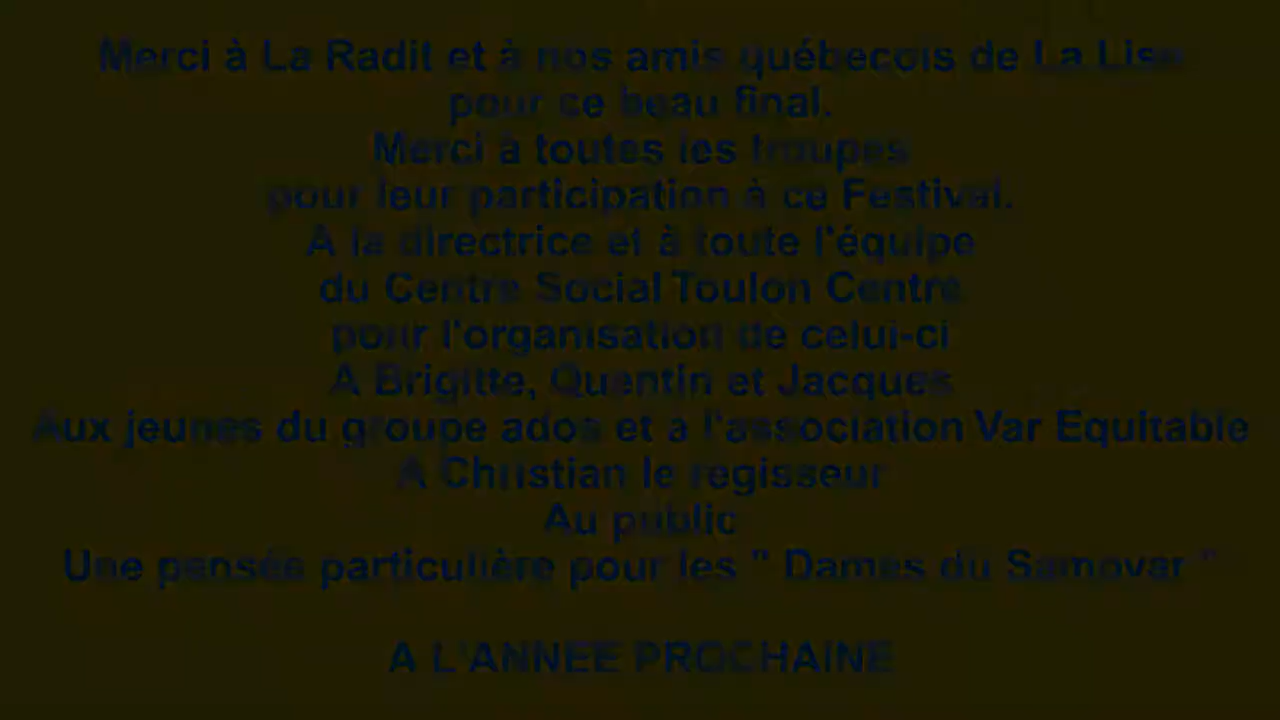 Merci à La Radit et à nos amis québecois de La Lise
pour ce beau final.
Merci à toutes les troupes
pour leur participation à ce Festival.
A la directrice et à toute l'équipe
du Centre Social Toulon Centre
pour l'organisation de celui-ci
A Brigitte, Quentin et Jacques
Aux jeunes du groupe ados et à l'association Var Equitable
A Christian le régisseur
Au public
Une pensée particulière pour les " Dames du Samovar "
A L'ANNEE PROCHAINE